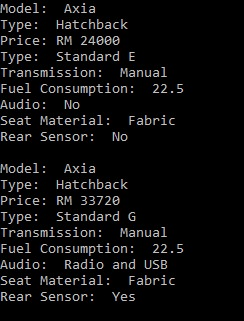 Model:  Axia
Type:  Hatchback
Price: RM 24000
Type:  Standard E
Transmission:  Manual
Fuel Consumption:  22.5
Audio:  No
Seat Material:  Fabric
Rear Sensor:  No

Model:  Axia
Type:  Hatchback
Price: RM 33720
Type:  Standard G
Transmission:  Manual
Fuel Consumption:  22.5
Audio:  Radio and USB
Seat Material:  Fabric
Rear Sensor:  Yes